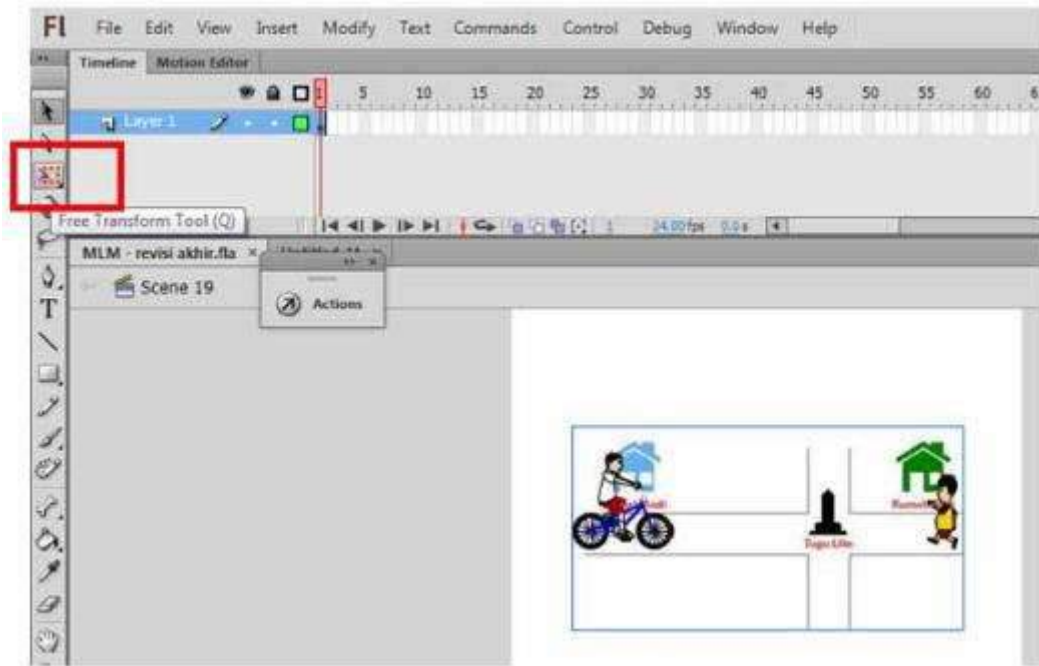 Fl File Edit View Insert Modify Text Commands Control Debug Window Help
Timeline Motion Editor
1 5 10 15 20 25 30 35 40 45 50 55 60 6
Layer 1
Free Transform Tool (Q)
1 24.00fps 0.0s
MLM - revisi akhir.fla ×
Scene 19
Actions
T
Tugu Lilin